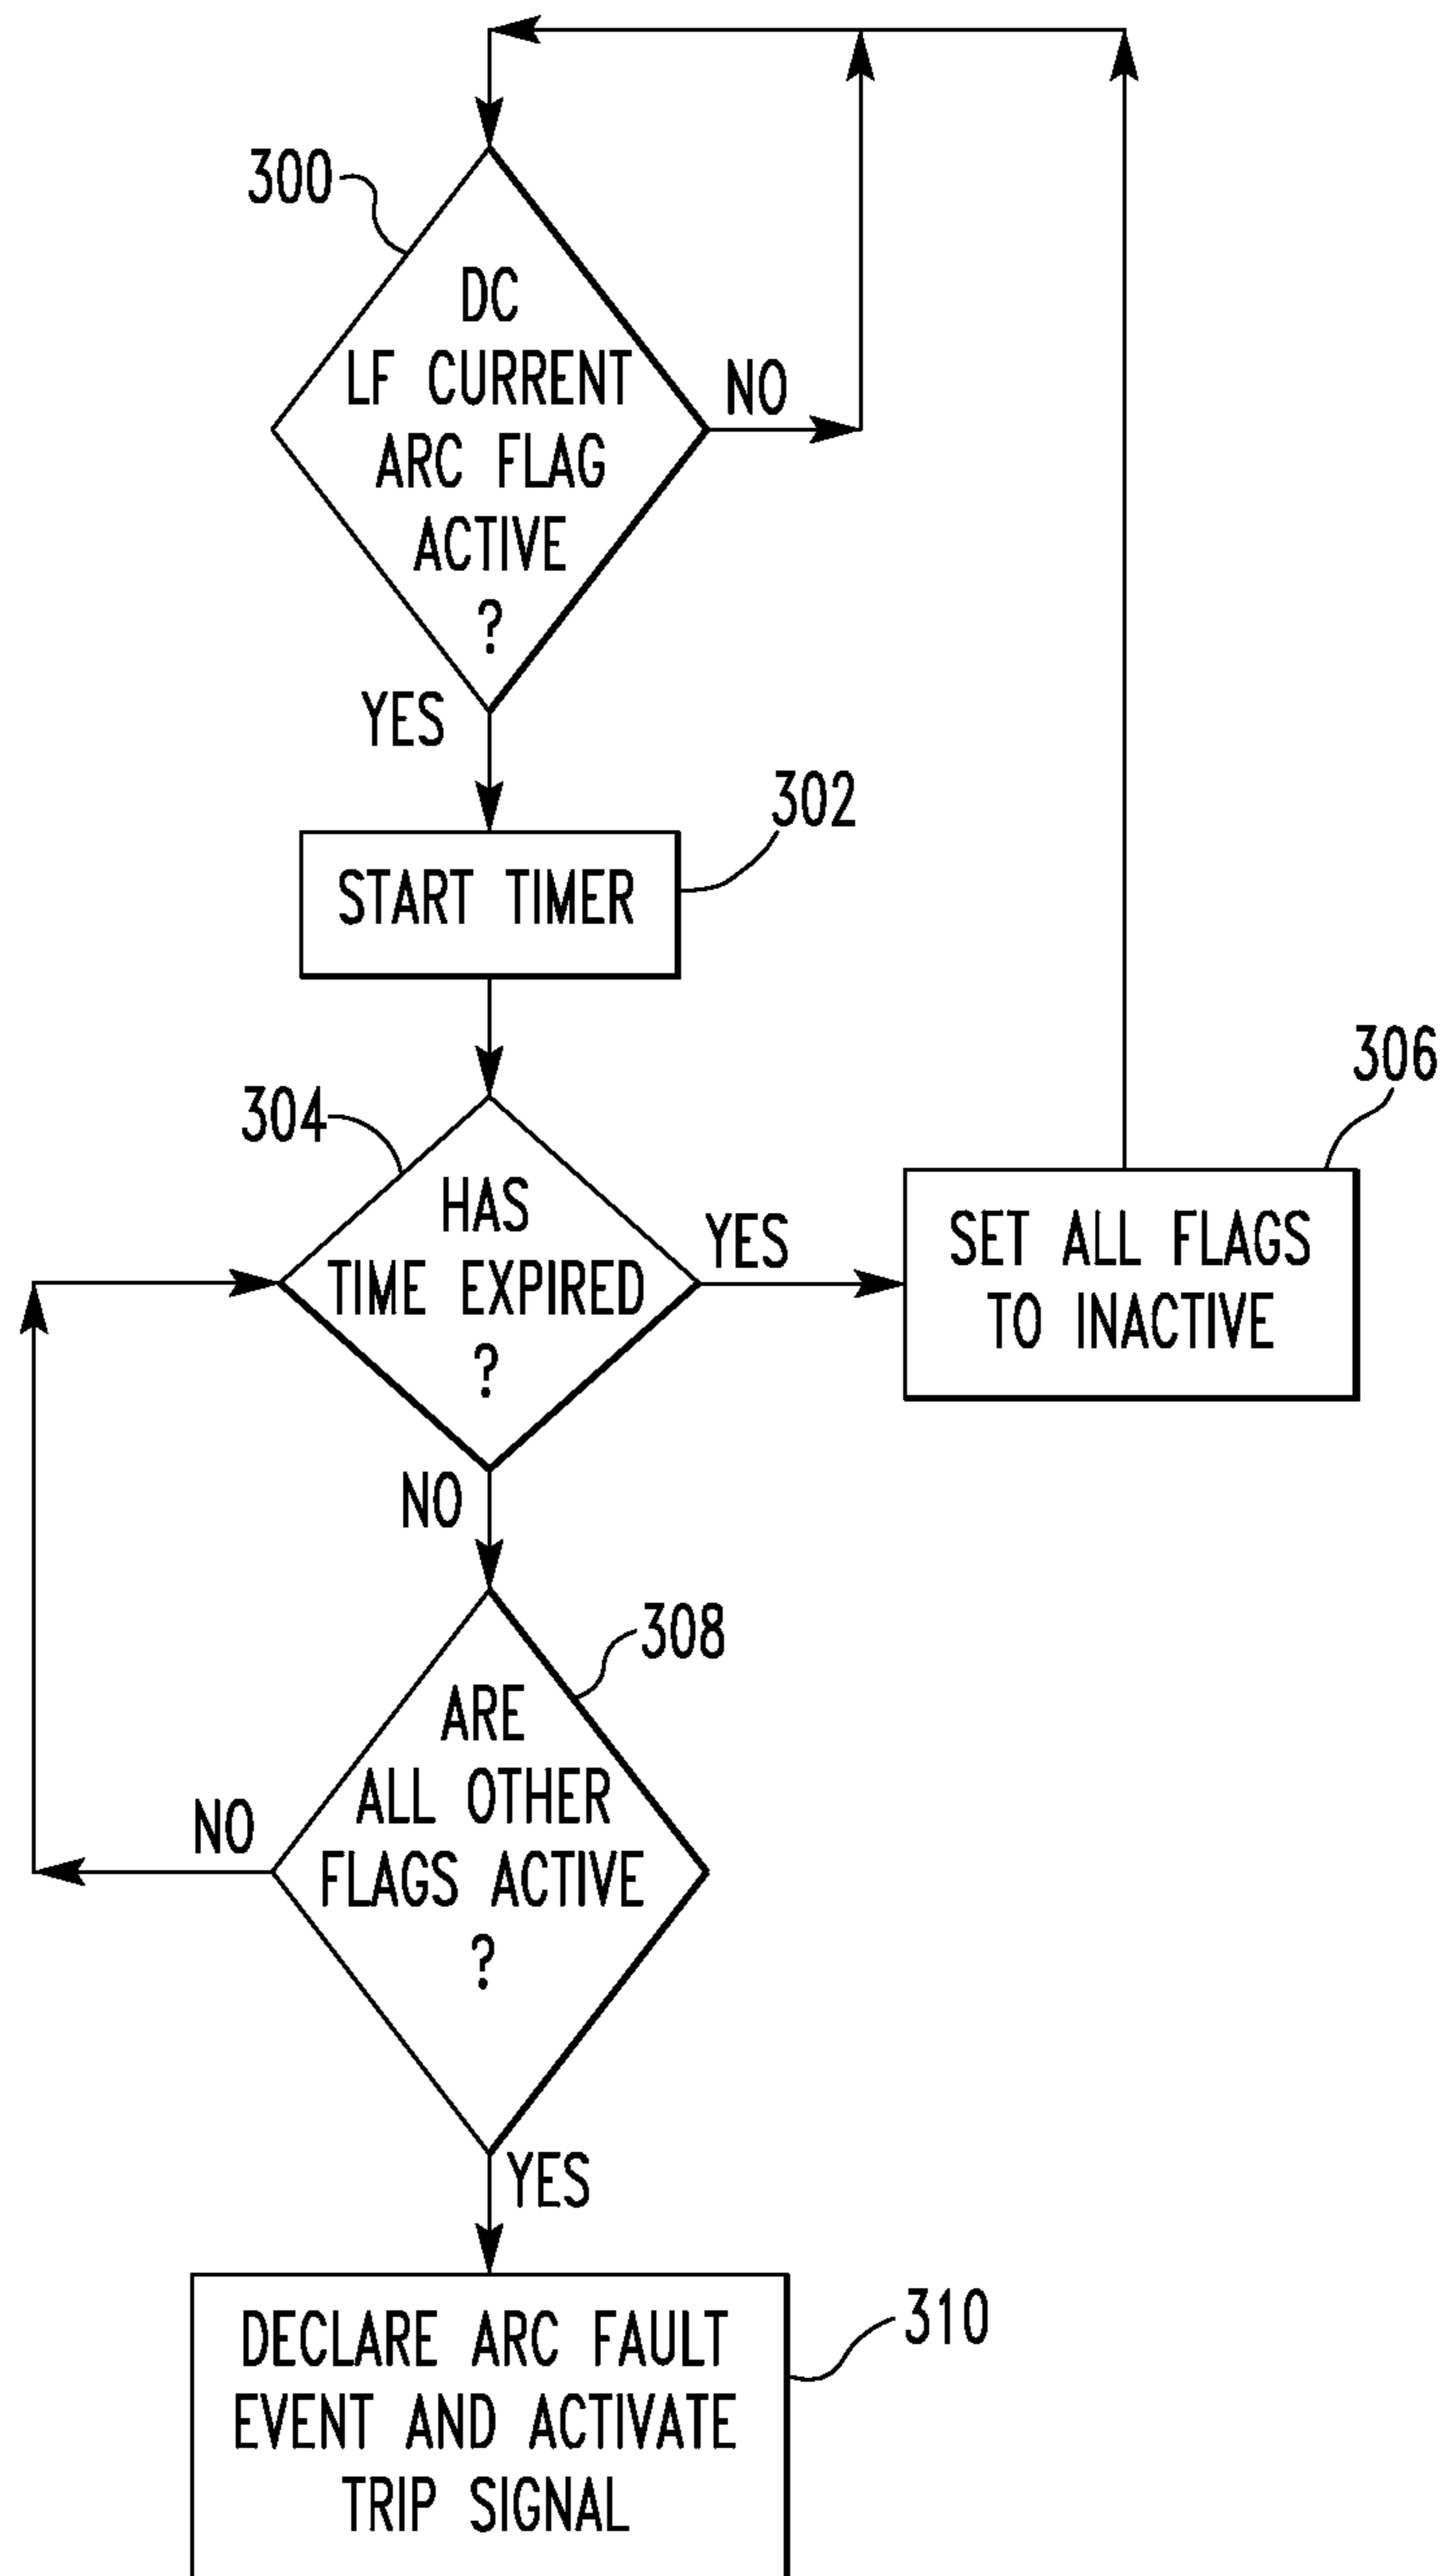 300
DC
LF CURRENT
ARC FLAG
ACTIVE
?
NO
YES
302
START TIMER
304
HAS
TIME EXPIRED
?
YES
306
SET ALL FLAGS
TO INACTIVE
NO
308
ARE
ALL OTHER
FLAGS ACTIVE
?
NO
YES
310
DECLARE ARC FAULT
EVENT AND ACTIVATE
TRIP SIGNAL